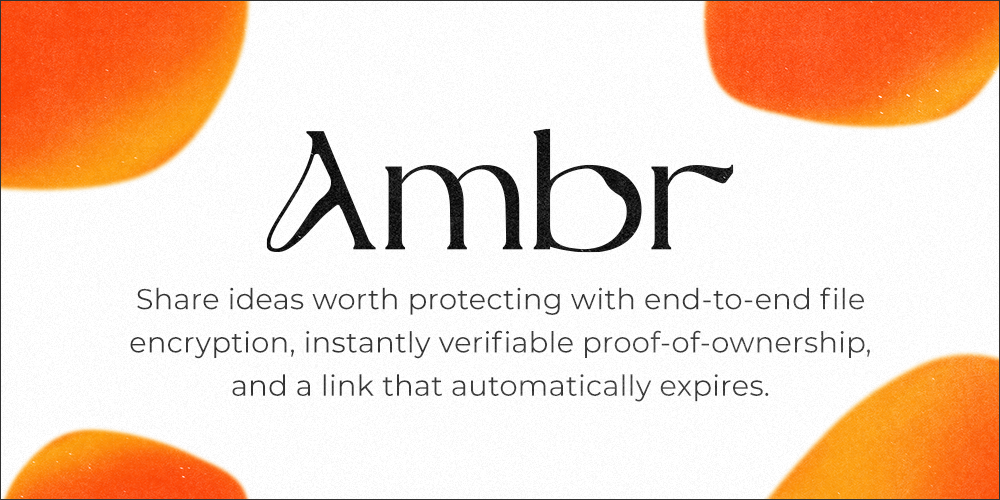 Ambr
Share ideas worth protecting with end-to-end file
encryption, instantly verifiable proof-of-ownership,
and a link that automatically expires.